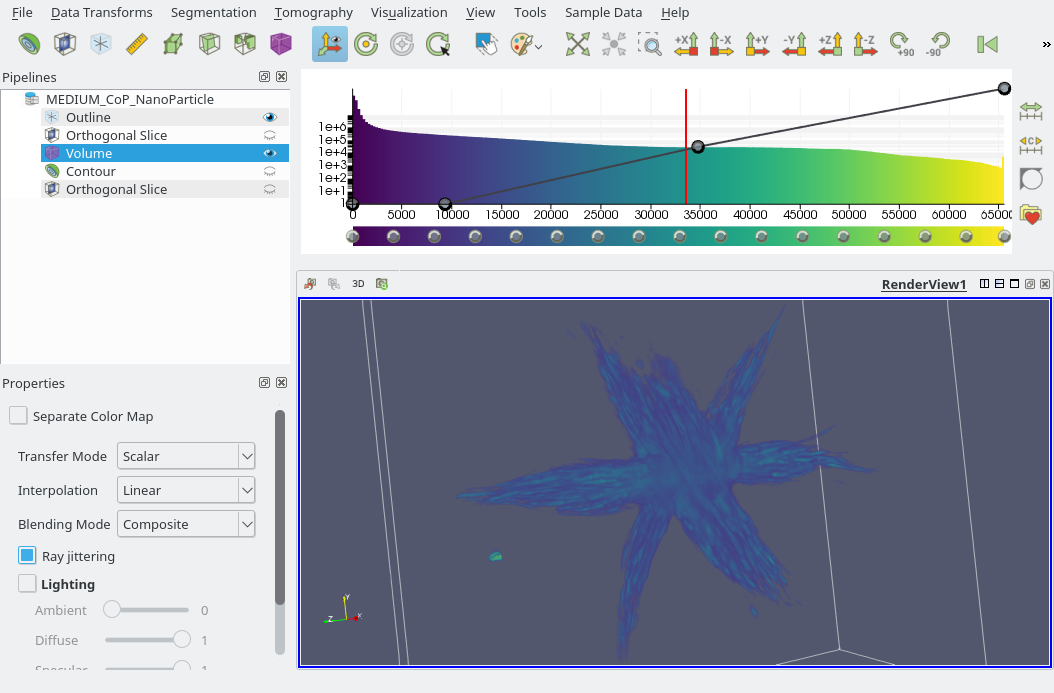 File Data Transforms Segmentation Tomography Visualization View Tools Sample Data Help
+X -X +Y -Y +Z -Z +90 -90 »
Pipelines
MEDIUM_CoP_NanoParticle
Outline
Orthogonal Slice
Volume
Contour
Orthogonal Slice
1e+6
1e+5
1e+4
1e+3
1e+2
1e+1
1
0 5000 10000 15000 20000 25000 30000 35000 40000 45000 50000 55000 60000 65000
C
3D RenderView1
Properties
Separate Color Map
Transfer Mode Scalar
Interpolation Linear
Blending Mode Composite
Ray jittering
Lighting
Ambient 0
Diffuse 1
Specular 1
Y
Z X